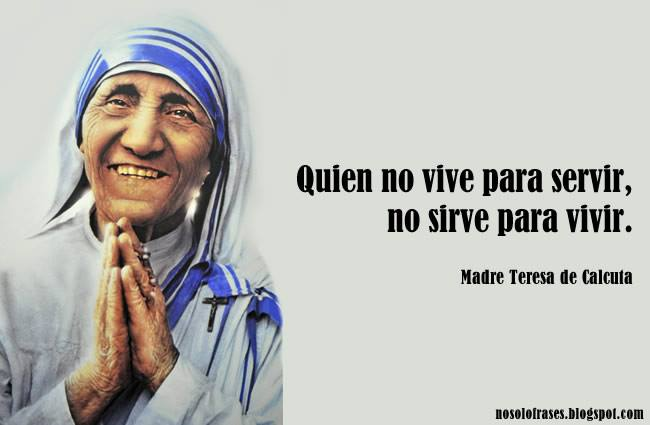 Quien no vive para servir,
no sirve para vivir.
Madre Teresa de Calcuta
nosolofrases.blogspot.com